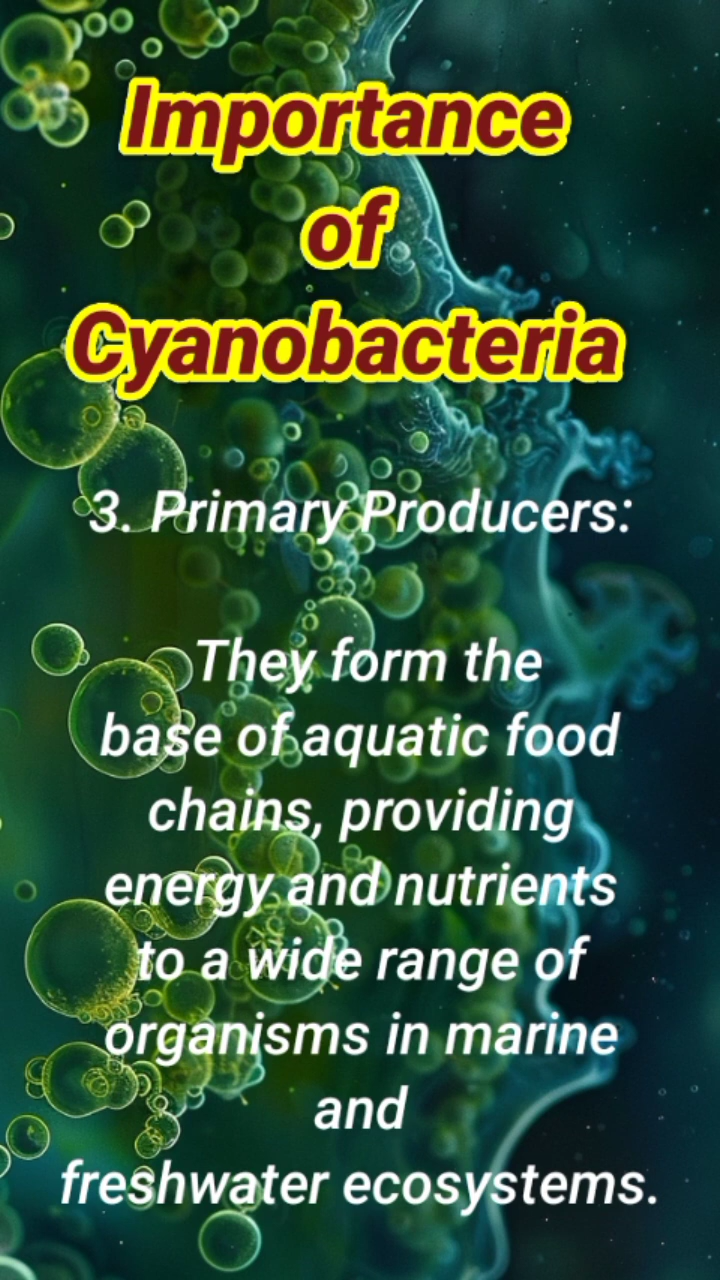 Importance
of
Cyanobacteria
3. Primary Producers:
They form the
base of aquatic food
chains, providing
energy and nutrients
to a wide range of
organisms in marine
and
freshwater ecosystems.